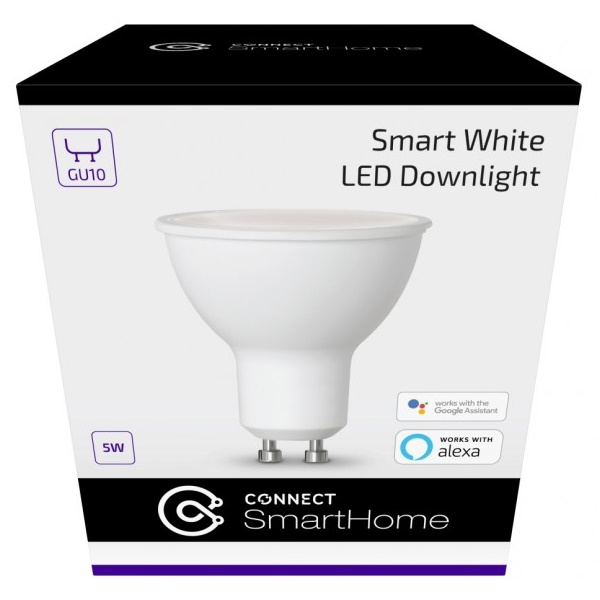 CONNECT
SmartHome
GU10
Smart White
LED Downlight
works with the
Google Assistant
5W
WORKS WITH
alexa
CONNECT
SmartHome